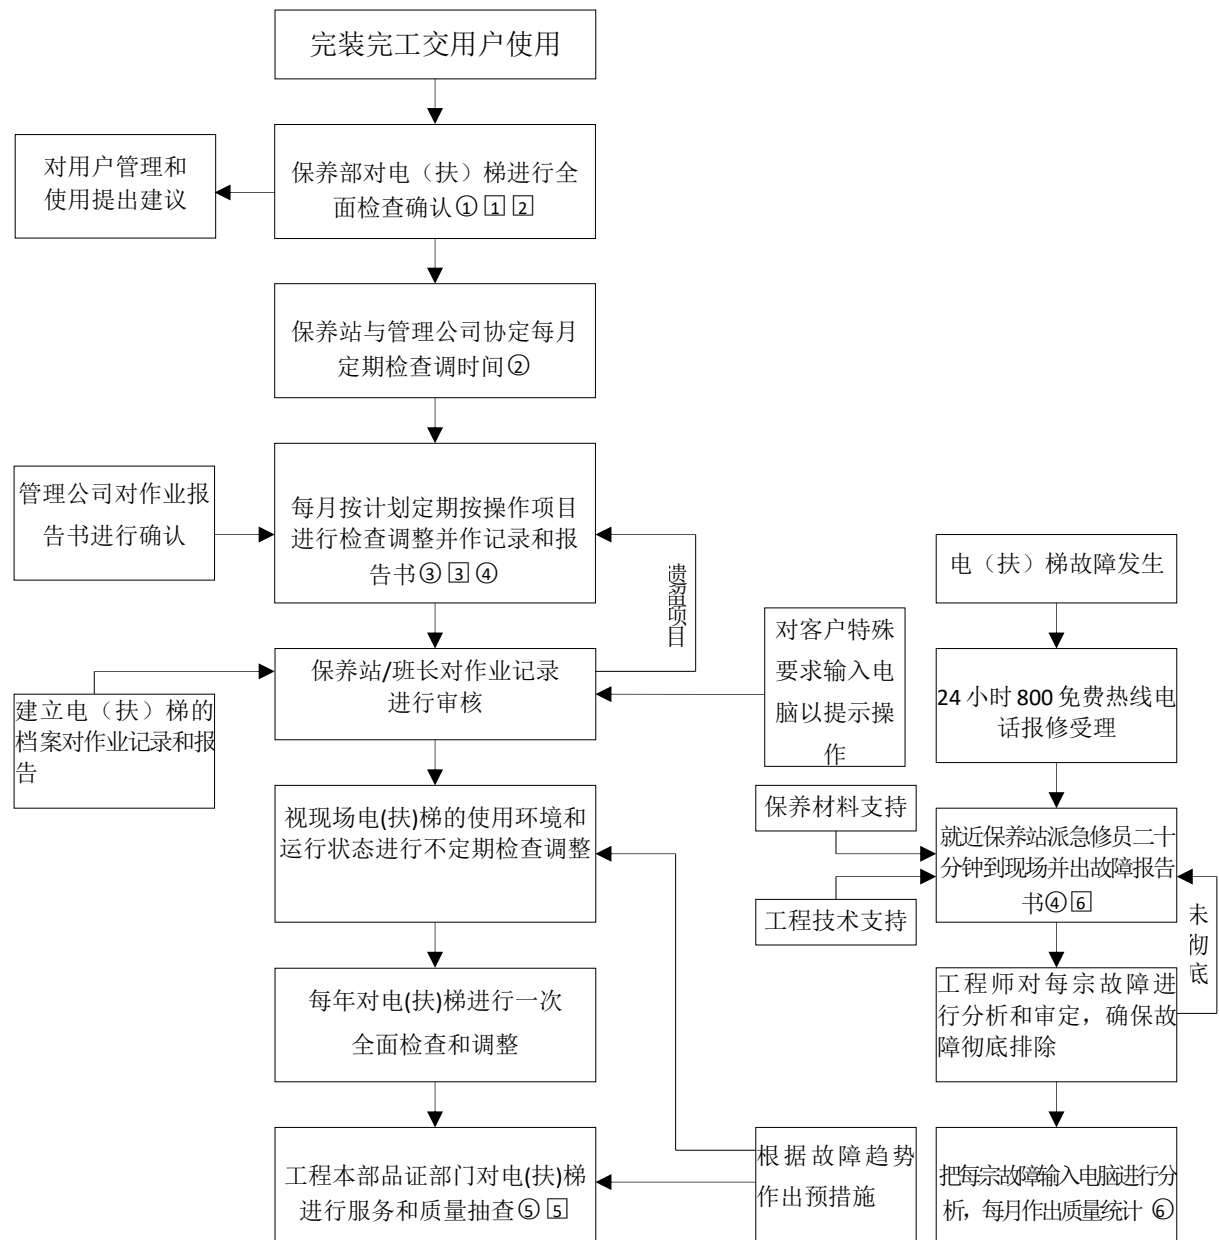 完装完工交用户使用
对用户管理和
使用提出建议
保养部对电（扶）梯进行全
面检查确认①1 2
保养站与管理公司协定每月
定期检查调时间②
管理公司对作业报
告书进行确认
每月按计划定期按操作项目
进行检查调整并作记录和报
告书③3④
遗留项目
保养站/班长对作业记录
进行审核
建立电（扶）梯的
档案对作业记录和报
告
对客户特殊
要求输入电
脑以提示操
作
视现场电(扶)梯的使用环境和
运行状态进行不定期检查调整
每年对电(扶)梯进行一次
全面检查和调整
工程本部品证部门对电(扶)梯
进行服务和质量抽查⑤5
电（扶）梯故障发生
24小时800免费热线电
话报修受理
保养材料支持
工程技术支持
就近保养站派急修员二十
分钟到现场并出故障报告
书④6
未
彻
底
工程师对每宗故障进
行分析和审定，确保故
障彻底排除
根据故障趋势
作出预措施
把每宗故障输入电脑进行分
析，每月作出质量统计⑥